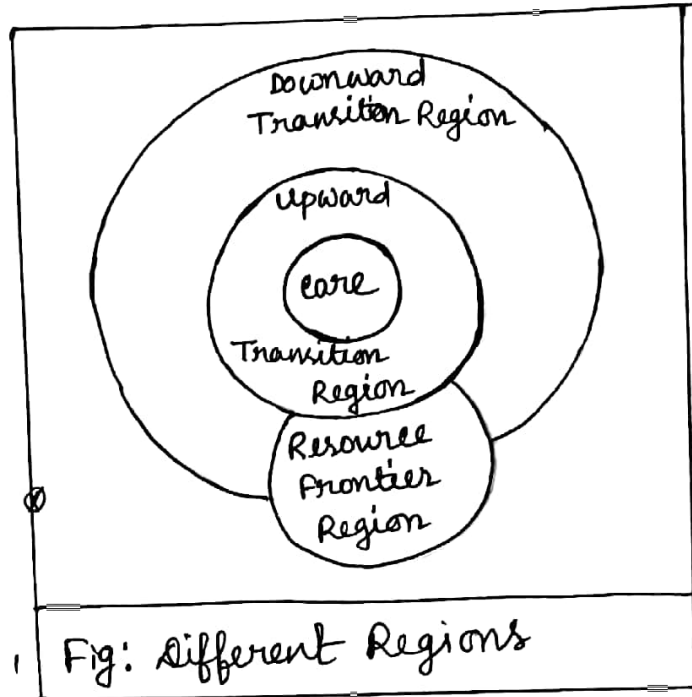 Downward
Transition Region
Upward
Core
Transition
Region
Resource
Frontier
Region
Fig: Different Regions